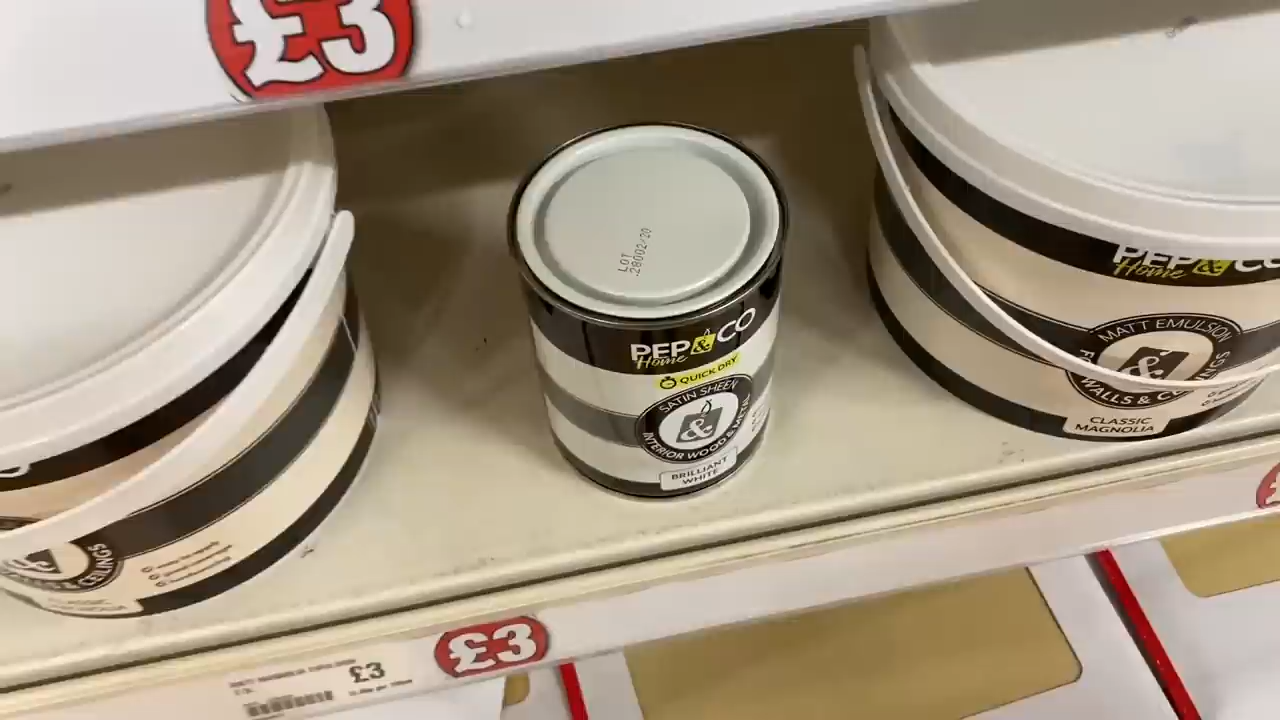 £3
LOT
28002/20
PEP & CO
Home
QUICK DRY
SATIN SHEEN
&
INTERIOR WOOD & METAL
BRILLIANT
WHITE
PEP & CO
Home
MATT EMULSION
&
WALLS &
CLASSIC
MAGNOLIA
& CEILINGS
£3
£3